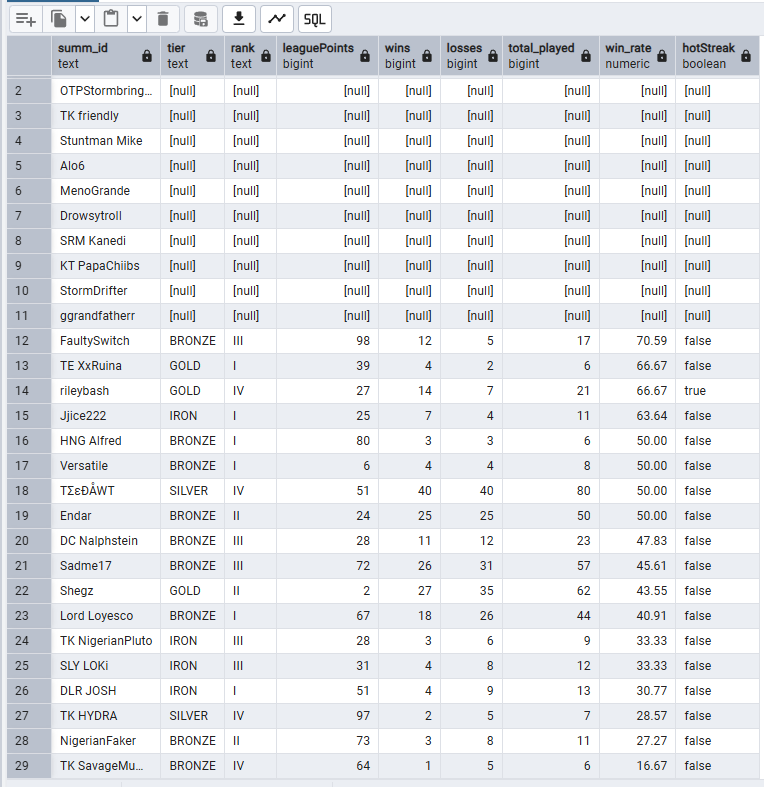 SQL
summ_id tier rank leaguePoints wins losses total_played win_rate hotStreak
text text text bigint bigint bigint bigint numeric boolean
2 OTPStormbring... [null] [null] [null] [null] [null] [null] [null] [null]
3 TK friendly [null] [null] [null] [null] [null] [null] [null] [null]
4 Stuntman Mike [null] [null] [null] [null] [null] [null] [null] [null]
5 Alo6 [null] [null] [null] [null] [null] [null] [null] [null]
6 MenoGrande [null] [null] [null] [null] [null] [null] [null] [null]
7 Drowsytroll [null] [null] [null] [null] [null] [null] [null] [null]
8 SRM Kanedi [null] [null] [null] [null] [null] [null] [null] [null]
9 KT PapaChiibs [null] [null] [null] [null] [null] [null] [null] [null]
10 StormDrifter [null] [null] [null] [null] [null] [null] [null] [null]
11 ggrandfatherr [null] [null] [null] [null] [null] [null] [null] [null]
12 FaultySwitch BRONZE III 98 12 5 17 70.59 false
13 TE XxRuina GOLD I 39 4 2 6 66.67 false
14 rileybash GOLD IV 27 14 7 21 66.67 true
15 Jjice222 IRON I 25 7 4 11 63.64 false
16 HNG Alfred BRONZE I 80 3 3 6 50.00 false
17 Versatile BRONZE I 6 4 4 8 50.00 false
18 TΣεÐÅWT SILVER IV 51 40 40 80 50.00 false
19 Endar BRONZE II 24 25 25 50 50.00 false
20 DC Nalphstein BRONZE III 28 11 12 23 47.83 false
21 Sadme17 BRONZE III 72 26 31 57 45.61 false
22 Shegz GOLD II 2 27 35 62 43.55 false
23 Lord Loyesco BRONZE I 67 18 26 44 40.91 false
24 TK NigerianPluto IRON III 28 3 6 9 33.33 false
25 SLY LOKi IRON III 31 4 8 12 33.33 false
26 DLR JOSH IRON I 51 4 9 13 30.77 false
27 TK HYDRA SILVER IV 97 2 5 7 28.57 false
28 NigerianFaker BRONZE II 73 3 8 11 27.27 false
29 TK SavageMu... BRONZE IV 64 1 5 6 16.67 false